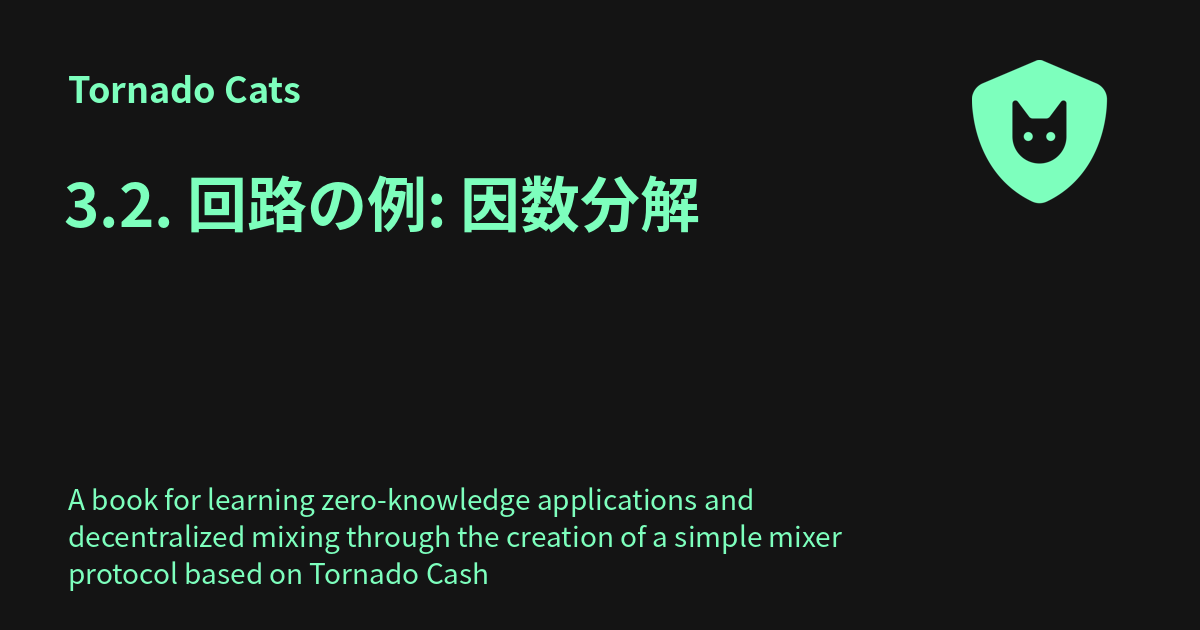 Tornado Cats
3.2. 回路の例: 因数分解
A book for learning zero-knowledge applications and
decentralized mixing through the creation of a simple mixer
protocol based on Tornado Cash